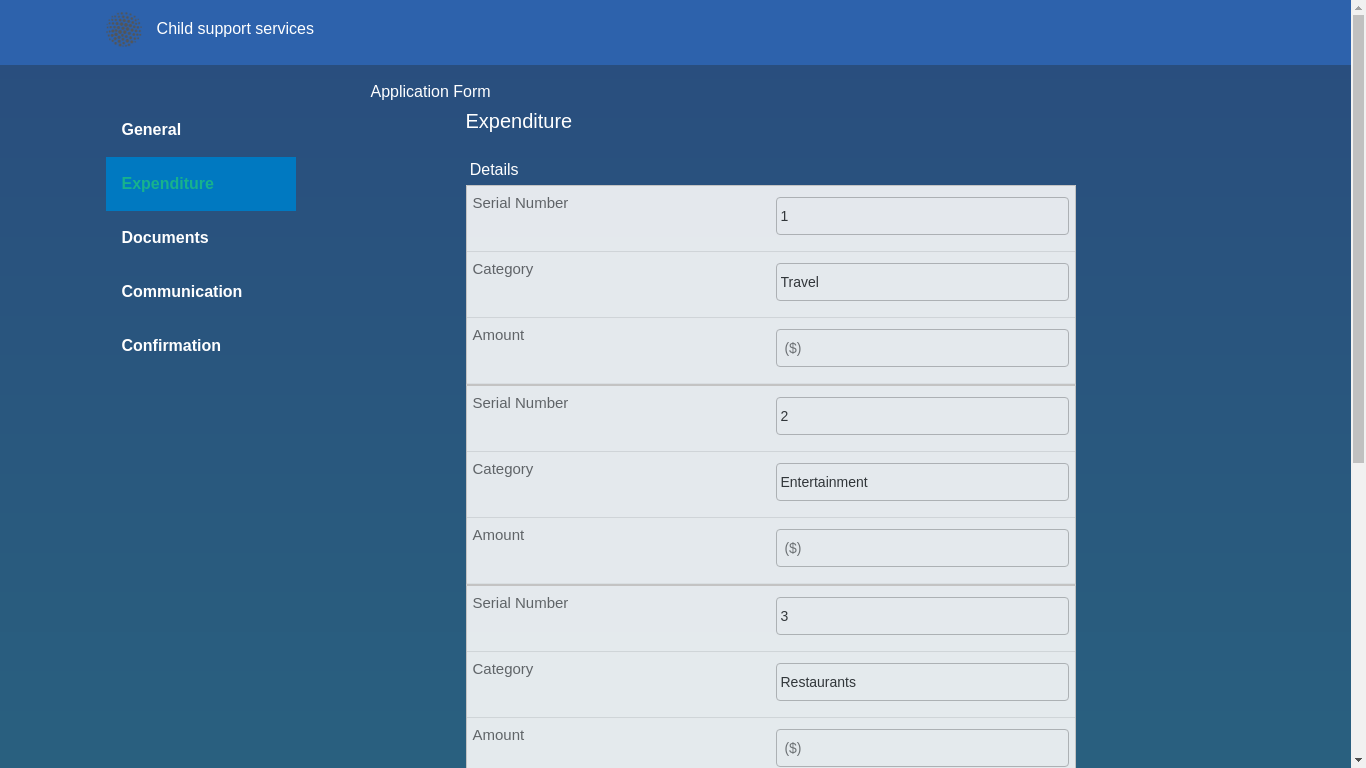 Child support services
Application Form
General
Expenditure
Documents
Communication
Confirmation
Expenditure
Details
Serial Number
1
Category
Travel
Amount
($)
Serial Number
2
Category
Entertainment
Amount
($)
Serial Number
3
Category
Restaurants
Amount
($)